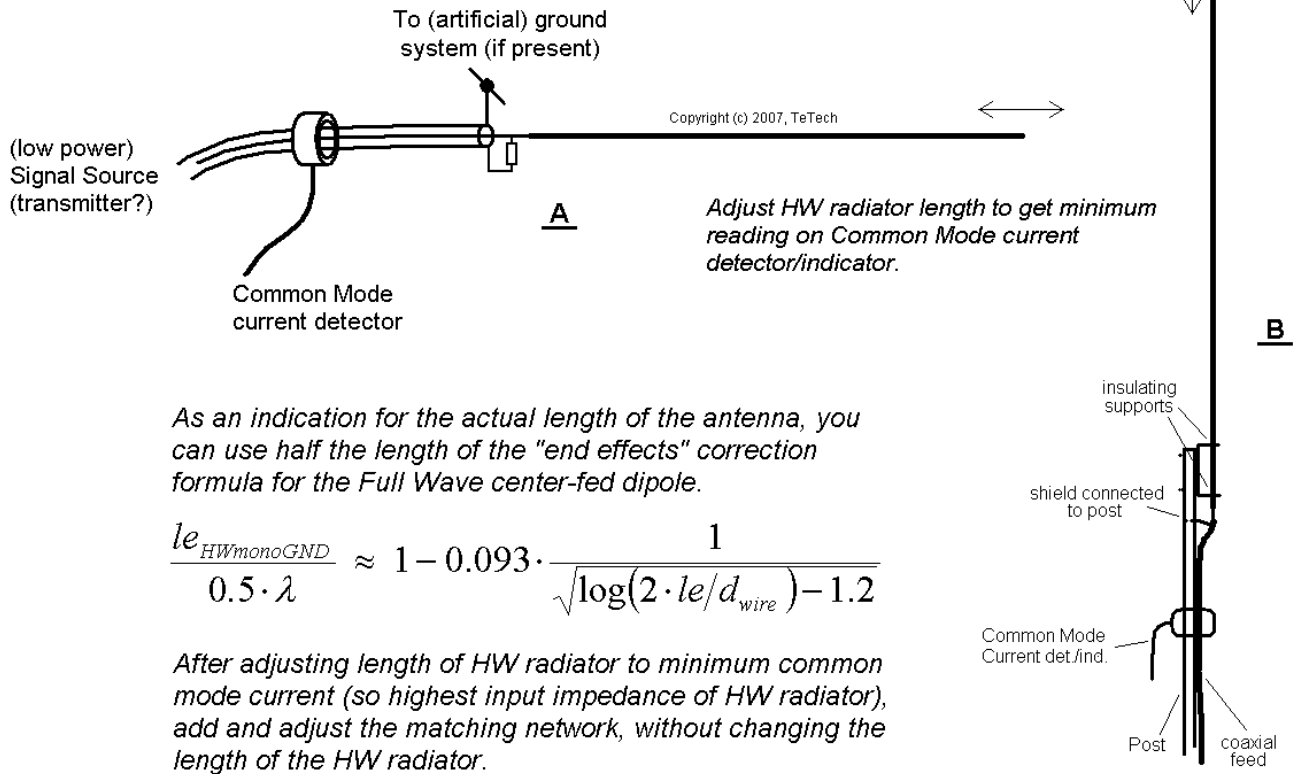 To (artificial) ground
system (if present)
Copyright (c) 2007, TeTech
(low power)
Signal Source
(transmitter?)
A
Adjust HW radiator length to get minimum
reading on Common Mode current
detector/indicator.
Common Mode
current detector
B
As an indication for the actual length of the antenna, you
can use half the length of the "end effects" correction
formula for the Full Wave center-fed dipole.
le_HWmonoGND / 0.5·λ ≈ 1−0.093· 1 / √(log(2·le/d_wire)−1.2)
After adjusting length of HW radiator to minimum common
mode current (so highest input impedance of HW radiator),
add and adjust the matching network, without changing the
length of the HW radiator.
insulating
supports
shield connected
to post
Common Mode
Current det./ind.
Post
coaxial
feed